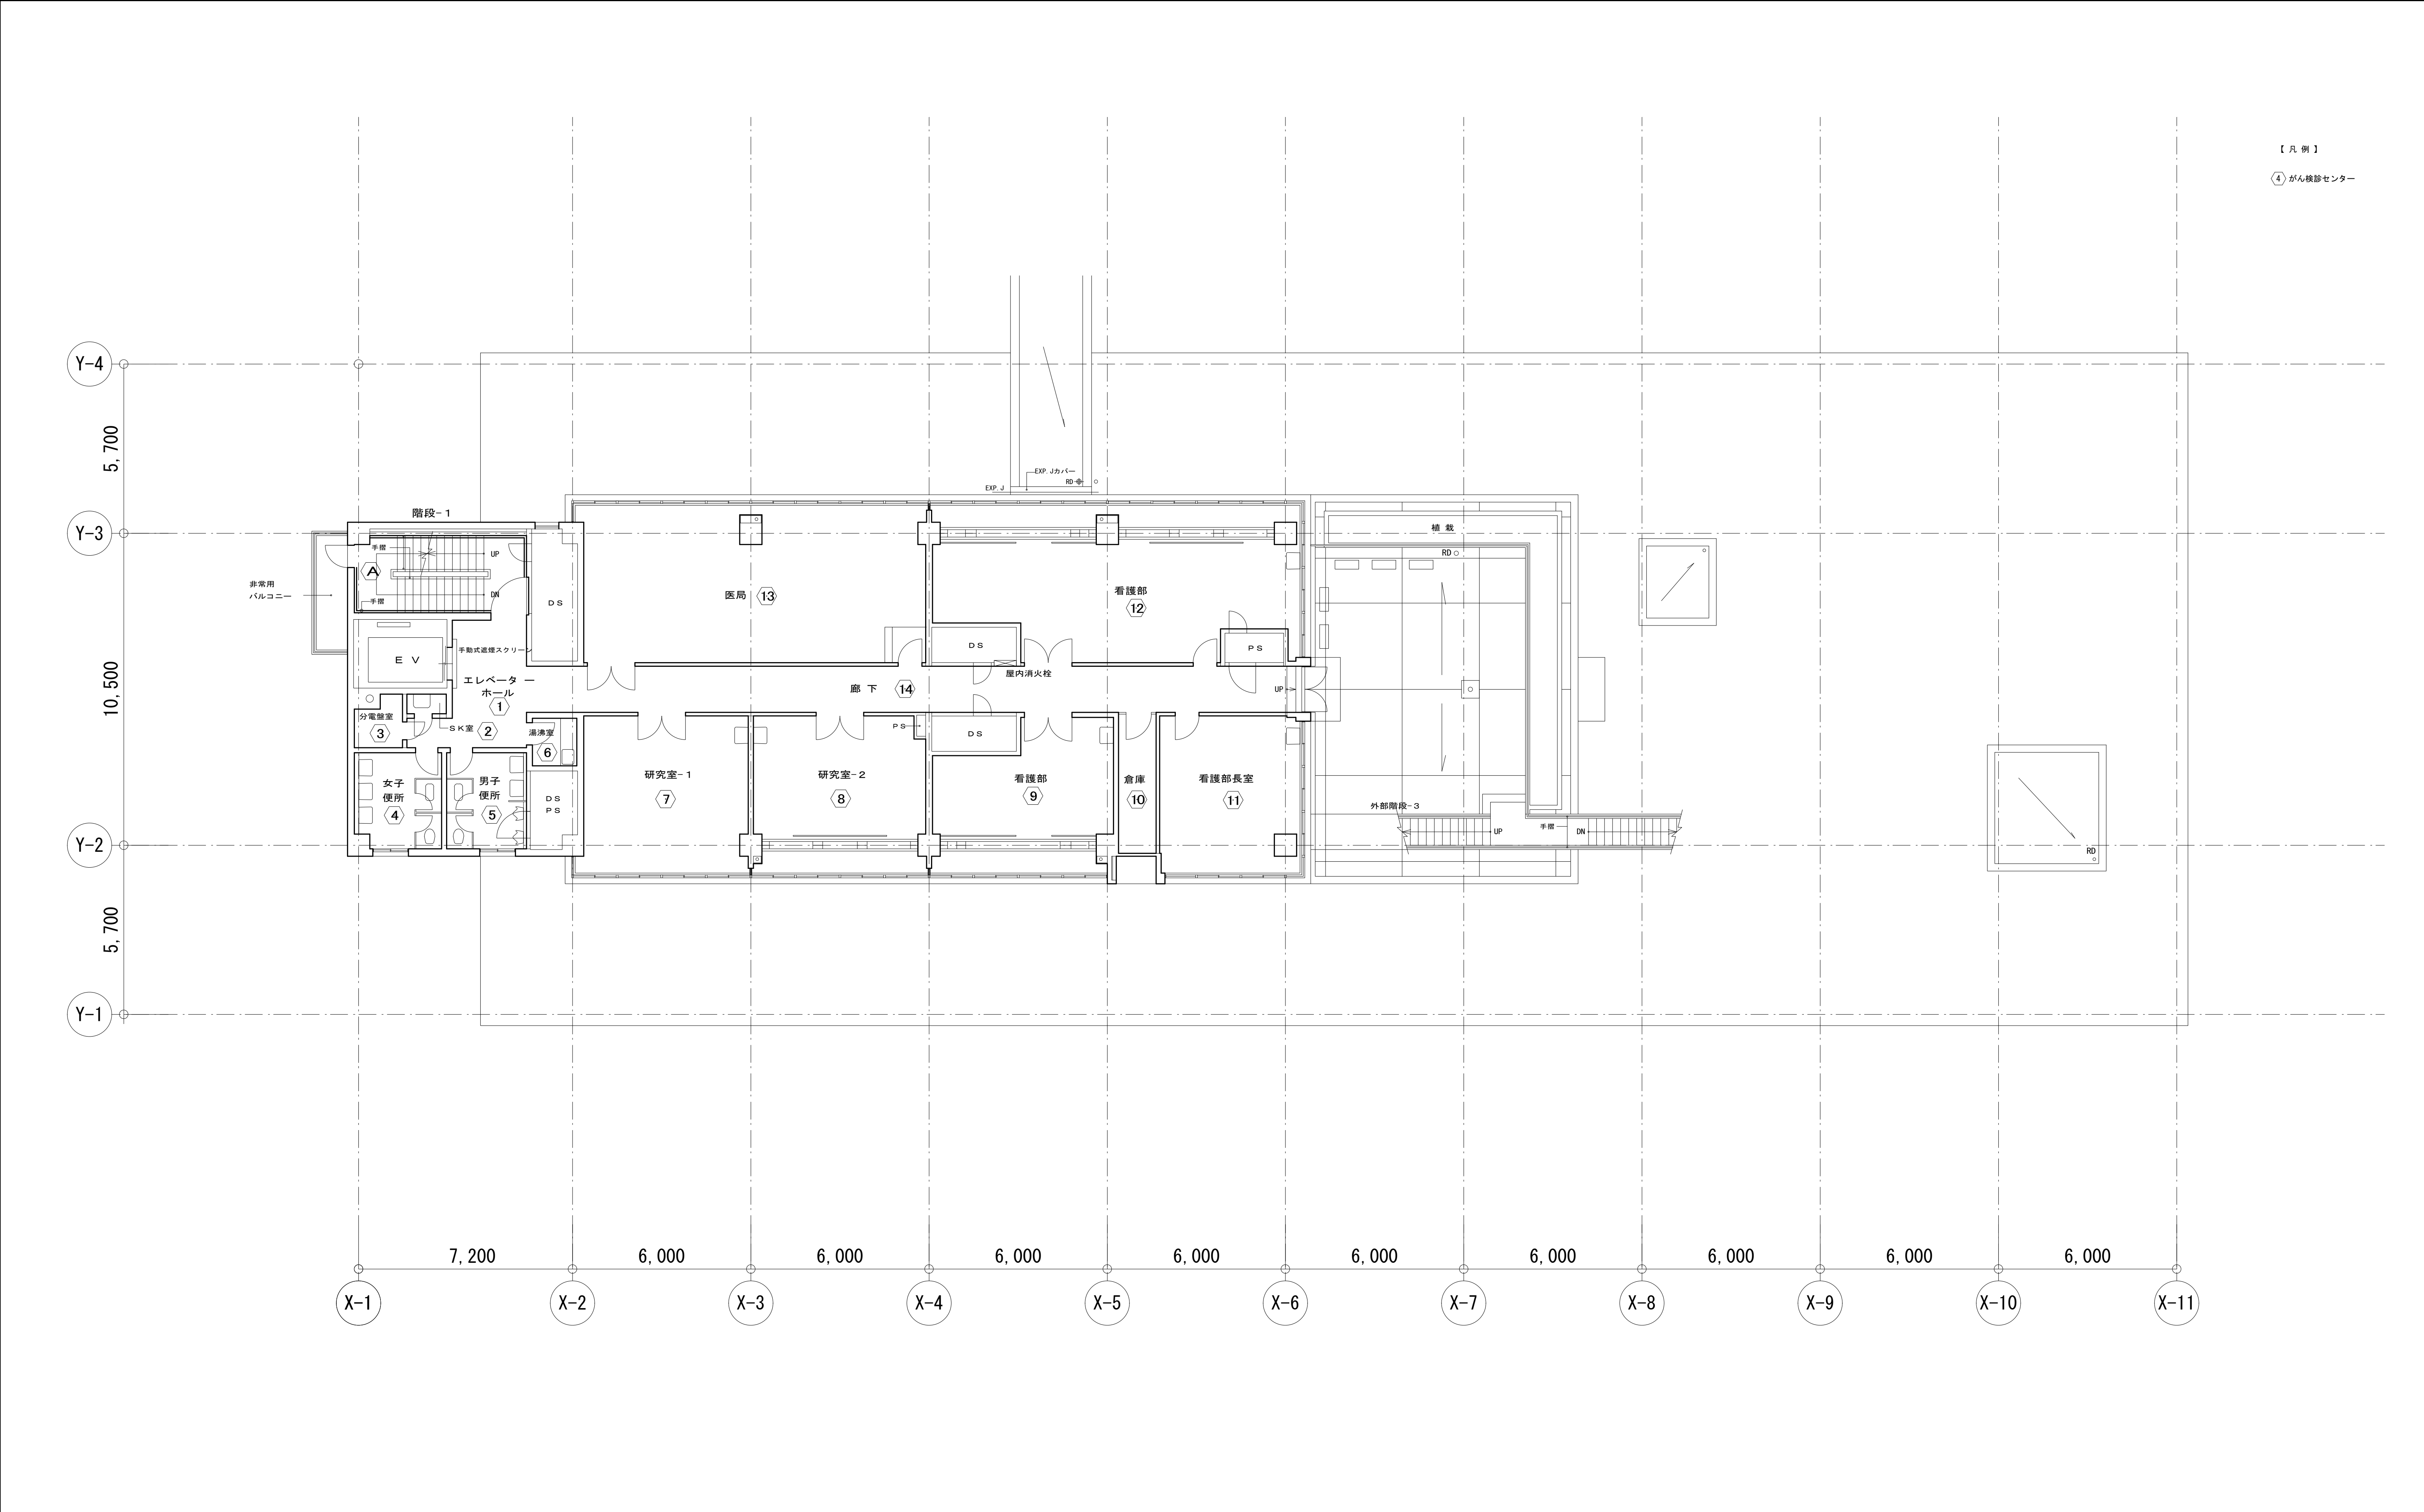 【 凡 例 】
4 がん検診センター
Y-4
5,700
EXP.Jカバー
RD
EXP.J
階段-1
Y-3
植 栽
手摺
UP
RD
A
非常用
バルコニー
手摺
DN
DS
医局 13
看護部
12
DS
PS
手動式遮煙スクリーン
EV
屋内消火栓
エレベーター
ホール
1
廊 下 14
UP
10,500
分電盤室
3
SK室 2
湯沸室
6
PS
DS
女子
便所
4
男子
便所
5
DS
PS
研究室-1
7
研究室-2
8
看護部
9
倉庫
10
看護部長室
11
外部階段-3
UP
手摺
DN
Y-2
RD
5,700
Y-1
7,200
6,000
6,000
6,000
6,000
6,000
6,000
6,000
6,000
6,000
X-1
X-2
X-3
X-4
X-5
X-6
X-7
X-8
X-9
X-10
X-11